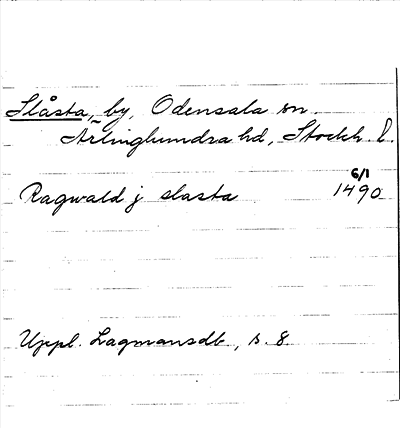 Slåsta, by, Odensala sn.
Ärlinghundra hd, Stockh. l.
6/1
Ragwald j slasta 1490
Uppl. Lagmansdb., s. 8.